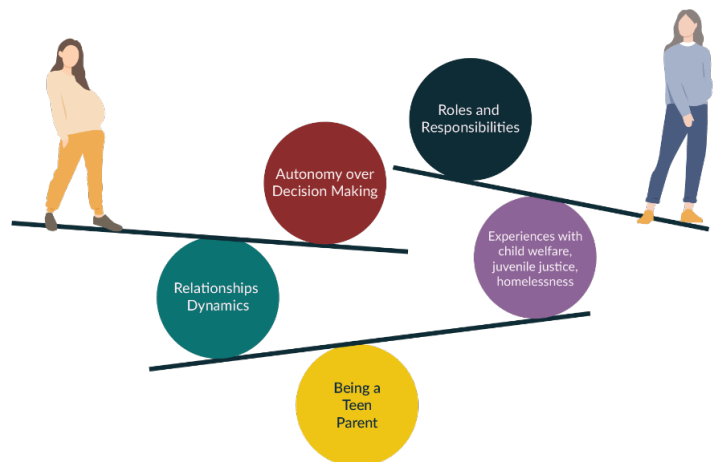 Roles and
Responsibilities
Autonomy over
Decision Making
Experiences with
child welfare,
juvenile justice,
homelessness
Relationships
Dynamics
Being a
Teen
Parent